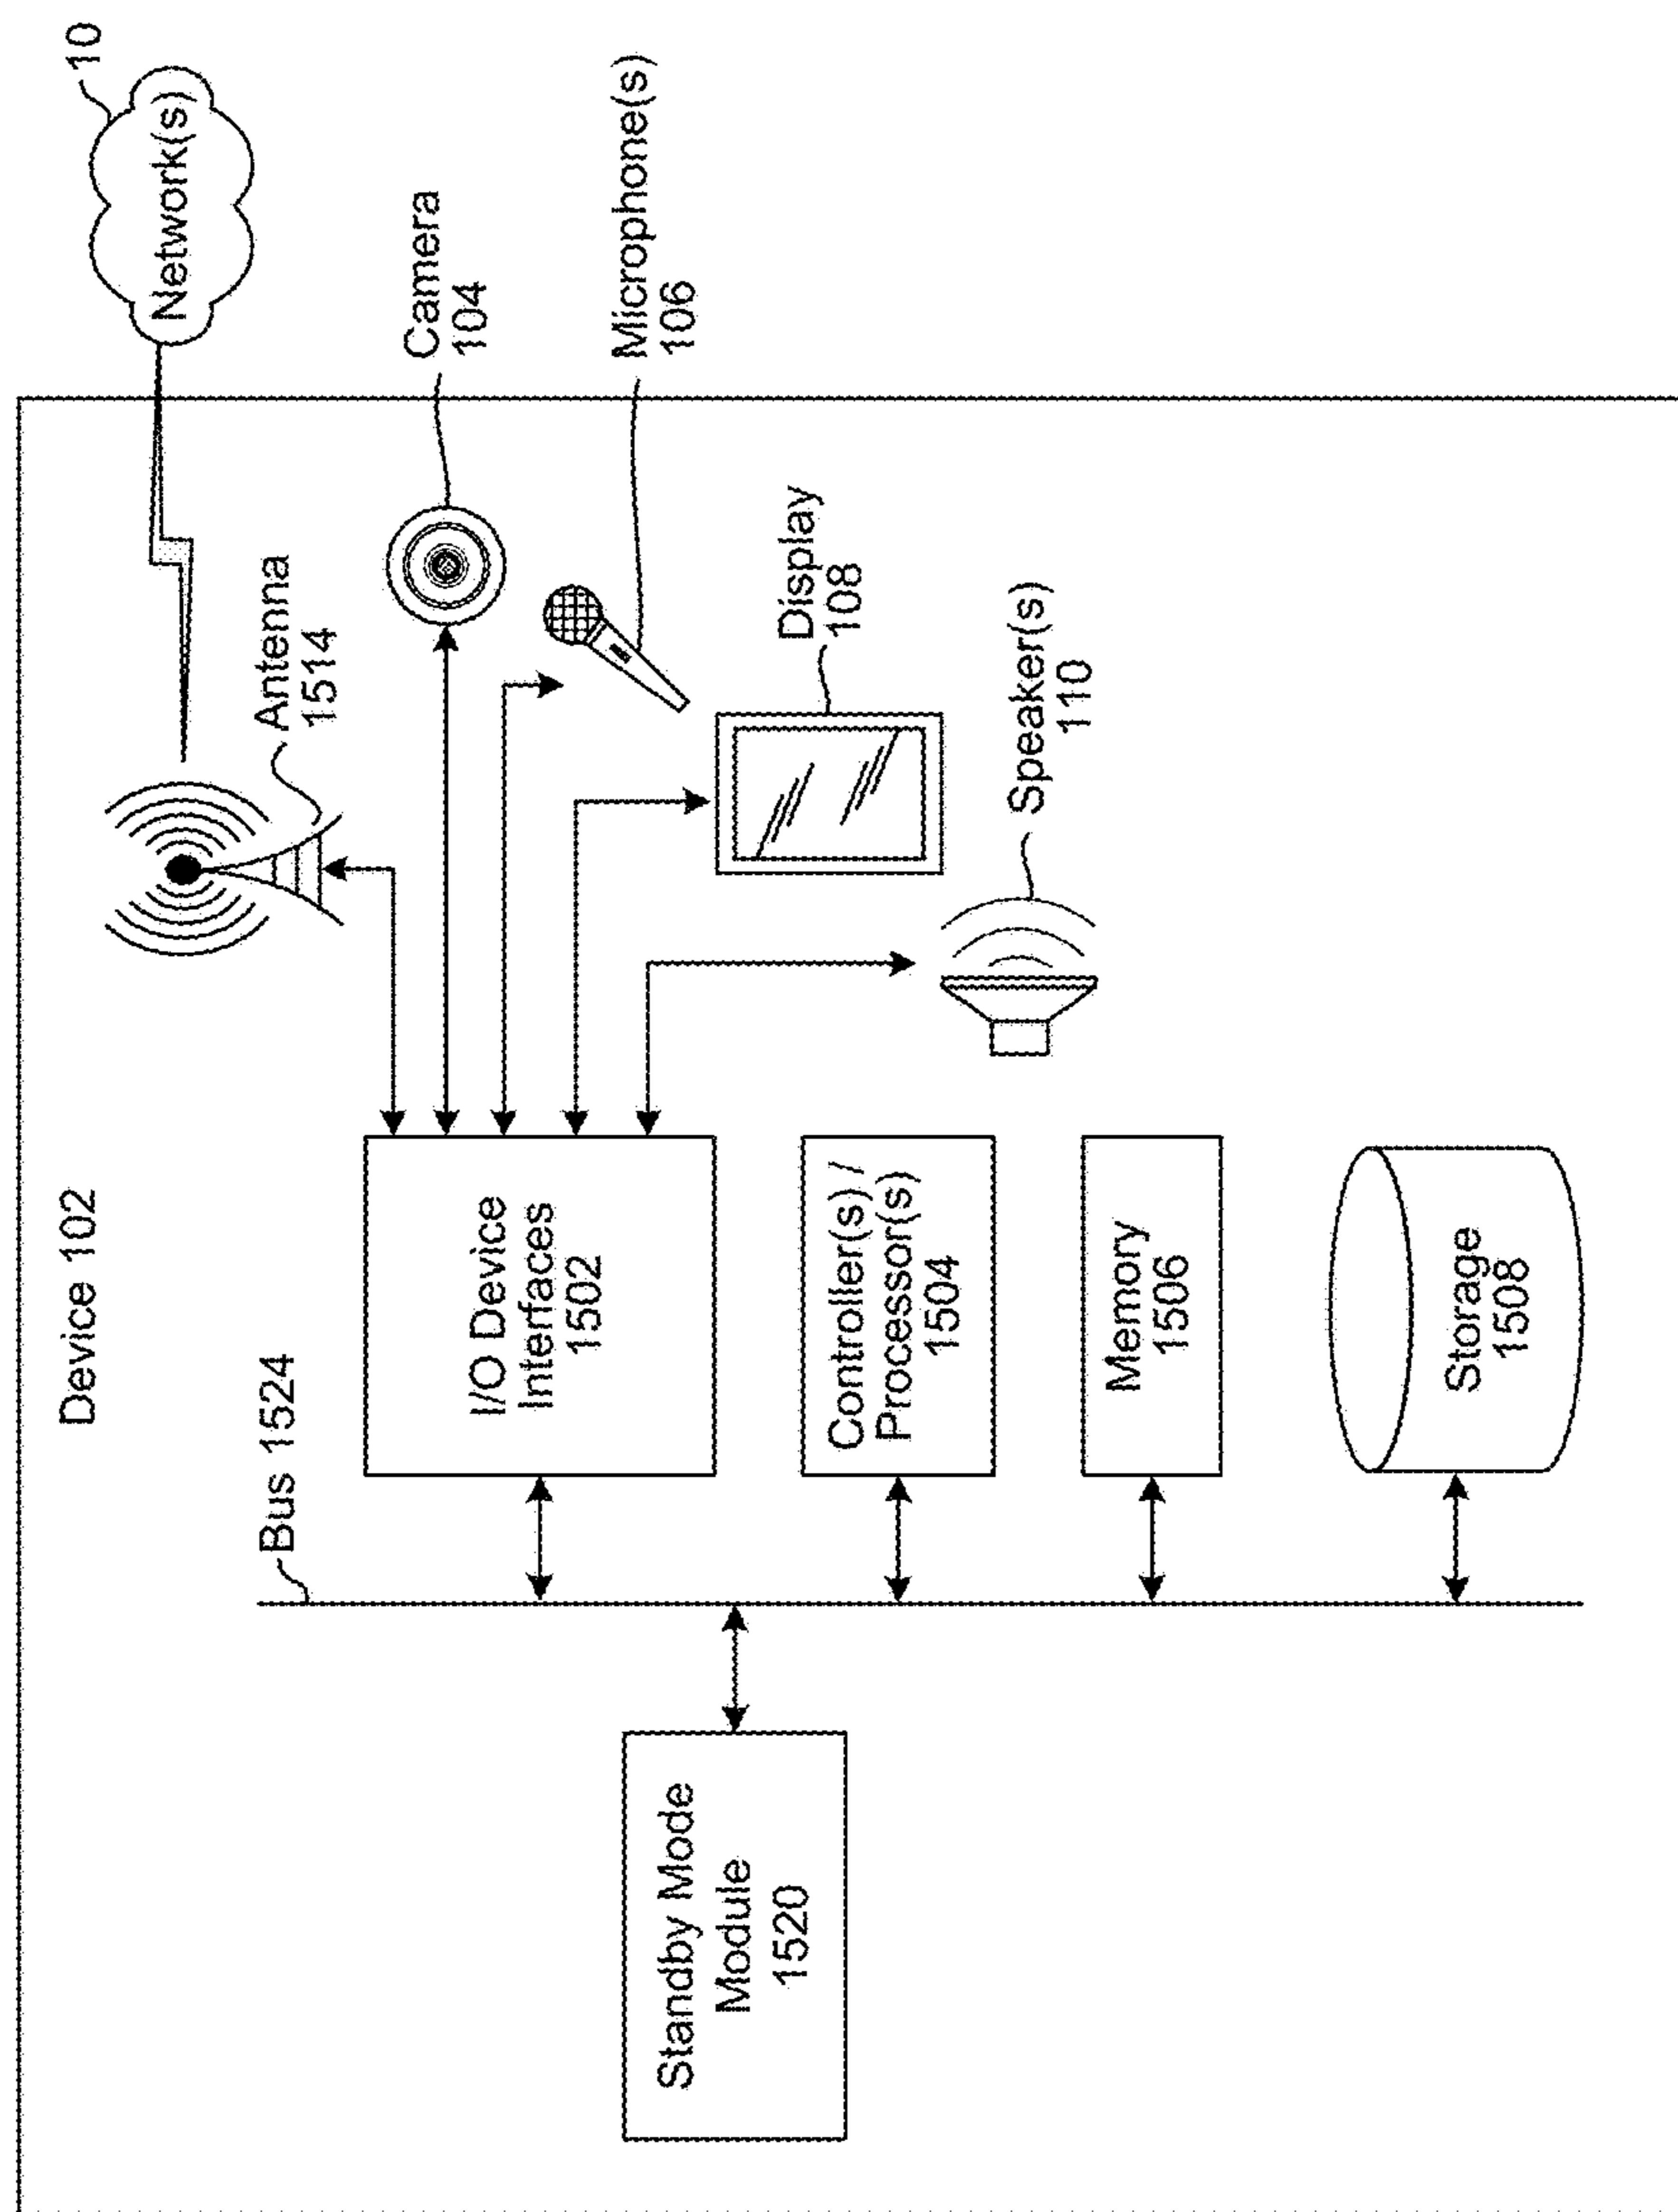 Device 102
Network(s)
10
Bus 1524
Antenna
1514
Camera
104
Microphone(s)
106
Display
108
Speaker(s)
110
I/O Device
Interfaces
1502
Standby Mode
Module
1520
Controller(s) /
Processor(s)
1504
Memory
1506
Storage
1508